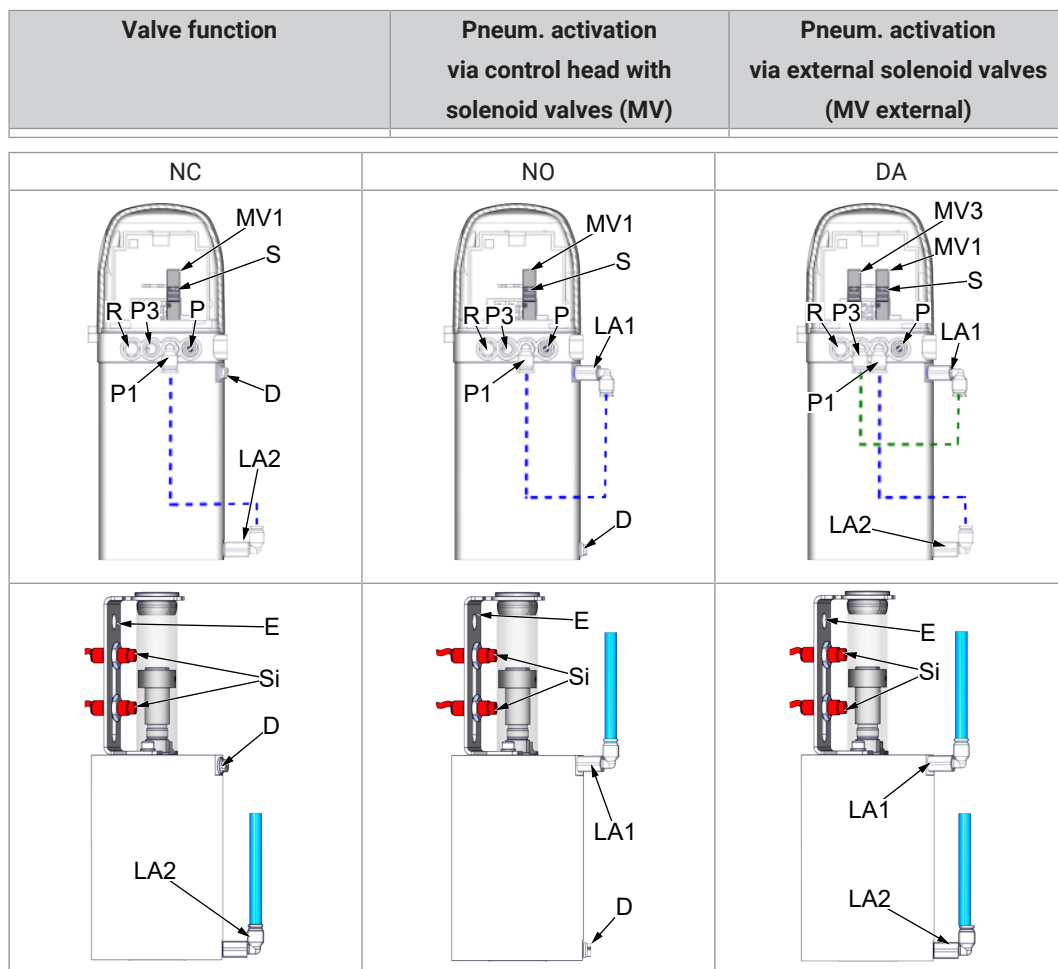 Valve function
Pneum. activation
via control head with
solenoid valves (MV)
Pneum. activation
via external solenoid valves
(MV external)
NC
NO
DA
MV1
S
R
P3
P
P1
D
LA2
MV1
S
R
P3
P
LA1
P1
D
MV3
MV1
S
R
P3
P
LA1
P1
LA2
E
Si
D
LA2
E
Si
LA1
D
E
Si
LA1
LA2